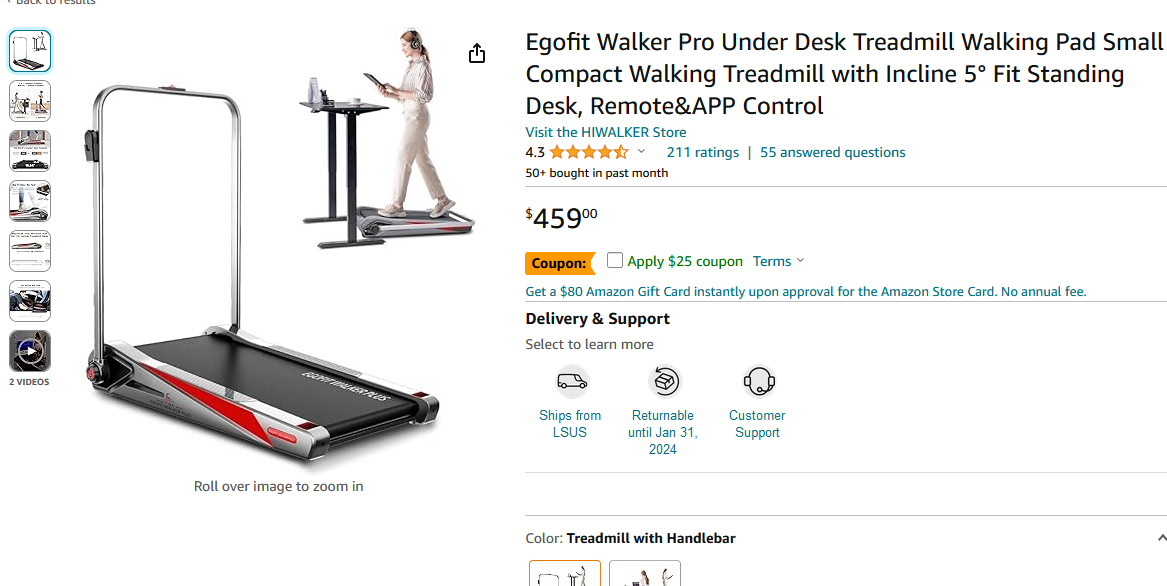 Back to results
Egofit Walker Pro Under Desk Treadmill Walking Pad Small
Compact Walking Treadmill with Incline 5° Fit Standing
Desk, Remote&APP Control
Visit the HIWALKER Store
4.3
211 ratings | 55 answered questions
50+ bought in past month
$45900
Coupon: Apply $25 coupon Terms
Get a $80 Amazon Gift Card instantly upon approval for the Amazon Store Card. No annual fee.
Delivery & Support
Select to learn more
Ships from
LSUS
Returnable
until Jan 31,
2024
Customer
Support
EGOFIT WALKER PLUS
2 VIDEOS
Roll over image to zoom in
Color: Treadmill with Handlebar